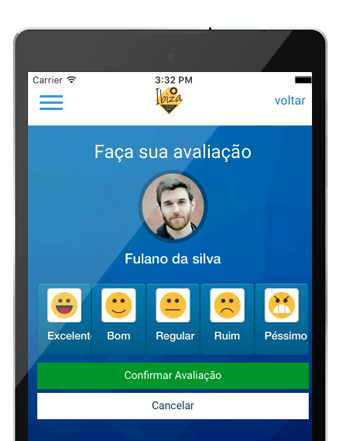 Carrier 3:32 PM
Ibiza
voltar
Faça sua avaliação
Fulano da silva
Excelent Bom Regular Ruim Péssimo
Confirmar Avaliação
Cancelar